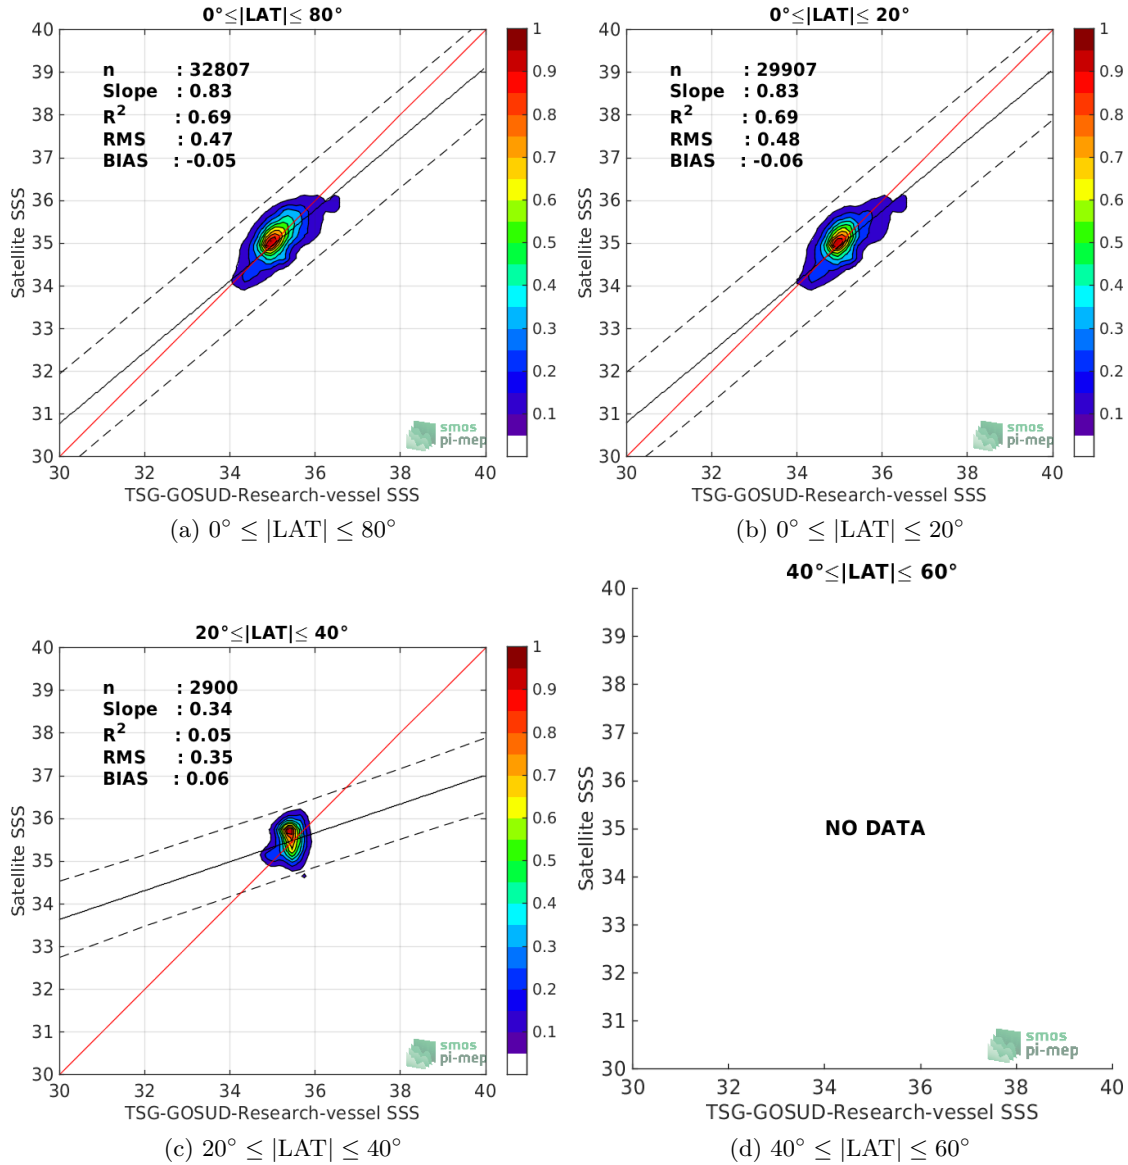 0°≤|LAT|≤ 80°
40
39
38
37
36
35
34
33
32
31
30
Satellite SSS
n : 32807
Slope : 0.83
R² : 0.69
RMS : 0.47
BIAS : -0.05
smos
pi-mep
30 32 34 36 38 40
TSG-GOSUD-Research-vessel SSS
1
0.9
0.8
0.7
0.6
0.5
0.4
0.3
0.2
0.1
(a) 0° ≤ |LAT| ≤ 80°
0°≤|LAT|≤ 20°
40
39
38
37
36
35
34
33
32
31
30
Satellite SSS
n : 29907
Slope : 0.83
R² : 0.69
RMS : 0.48
BIAS : -0.06
smos
pi-mep
30 32 34 36 38 40
TSG-GOSUD-Research-vessel SSS
1
0.9
0.8
0.7
0.6
0.5
0.4
0.3
0.2
0.1
(b) 0° ≤ |LAT| ≤ 20°
20°≤|LAT|≤ 40°
40
39
38
37
36
35
34
33
32
31
30
Satellite SSS
n : 2900
Slope : 0.34
R² : 0.05
RMS : 0.35
BIAS : 0.06
smos
pi-mep
30 32 34 36 38 40
TSG-GOSUD-Research-vessel SSS
1
0.9
0.8
0.7
0.6
0.5
0.4
0.3
0.2
0.1
(c) 20° ≤ |LAT| ≤ 40°
40°≤|LAT|≤ 60°
40
39
38
37
36
35
34
33
32
31
30
Satellite SSS
NO DATA
smos
pi-mep
30 32 34 36 38 40
TSG-GOSUD-Research-vessel SSS
(d) 40° ≤ |LAT| ≤ 60°